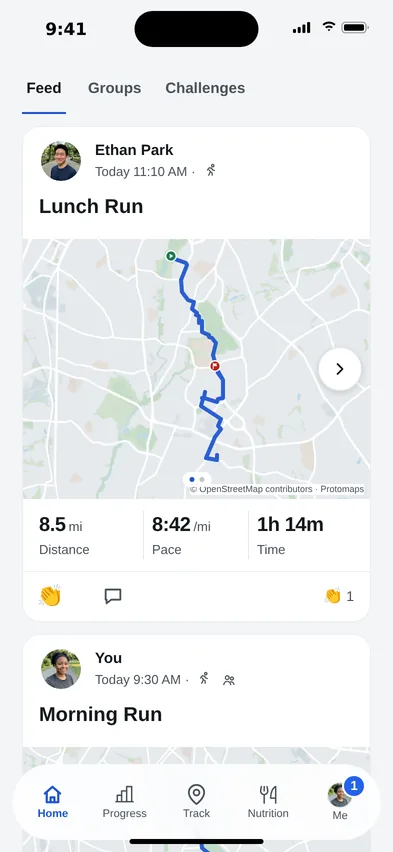 9:41
Feed Groups Challenges
Ethan Park
Today 11:10 AM ·
Lunch Run
© OpenStreetMap contributors · Protomaps
8.5 mi 8:42 /mi 1h 14m
Distance Pace Time
1
You
Today 9:30 AM ·
Morning Run
1
Home Progress Track Nutrition Me